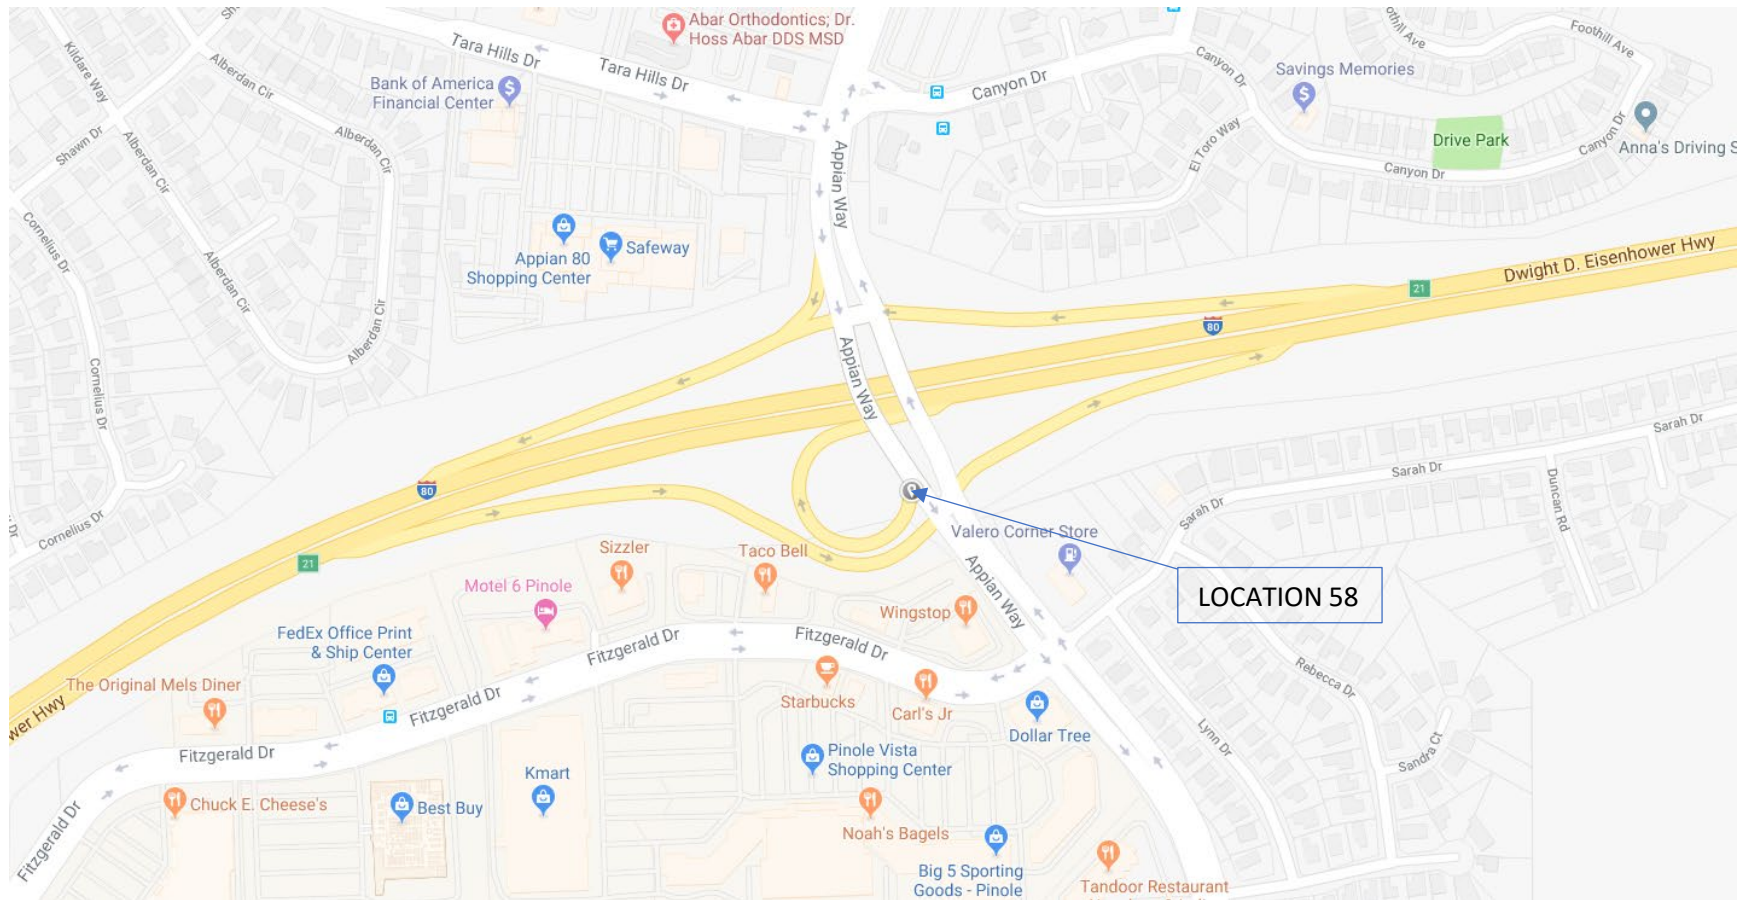 Abar Orthodontics; Dr.
Hoss Abar DDS MSD
Tara Hills Dr
Tara Hills Dr
Bank of America
Financial Center
Kildare Way
Alberdan Cir
Shawn Dr
Alberdan Cir
Alberdan Cir
Canyon Dr
Canyon Dr
Foothill Ave
Savings Memories
Drive Park
Canyon Dr
Canyon Dr
Anna's Driving S
El Toro Way
Appian Way
Appian 80
Shopping Center
Safeway
Cornelius Dr
Alberdan Cir
Alberdan Cir
Dwight D. Eisenhower Hwy
21
80
Appian Way
Cornelius Dr
Sarah Dr
Sarah Dr
Sarah Dr
Duncan Rd
80
Cornelius Dr
21
Valero Corner Store
Sizzler
Taco Bell
Motel 6 Pinole
Appian Way
LOCATION 58
Wingstop
FedEx Office Print
& Ship Center
Fitzgerald Dr
Fitzgerald Dr
The Original Mels Diner
Fitzgerald Dr
Starbucks
Carl's Jr
Dollar Tree
Rebecca Dr
Lynn Dr
Sandra Ct
wer Hwy
Fitzgerald Dr
Pinole Vista
Shopping Center
Kmart
Chuck E. Cheese's
Best Buy
Noah's Bagels
Fitzgerald Dr
Big 5 Sporting
Goods - Pinole
Tandoor Restaurant